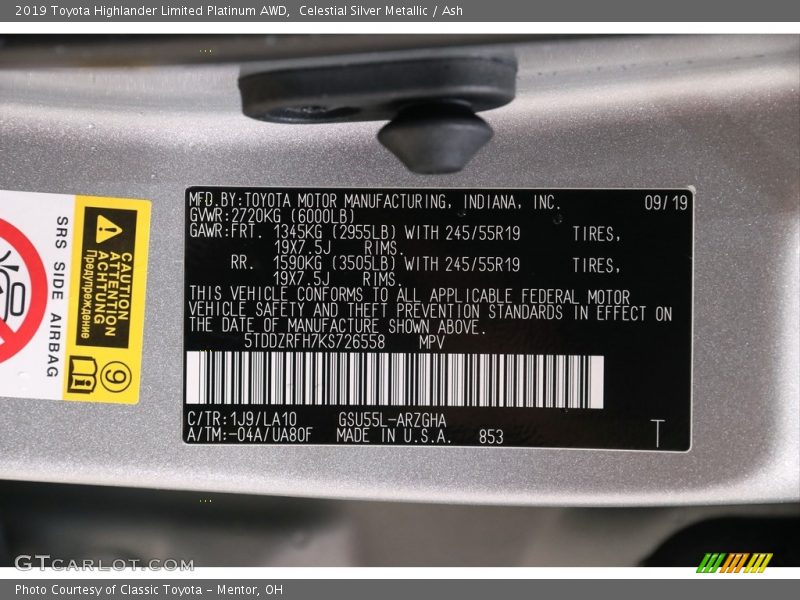 2019 Toyota Highlander Limited Platinum AWD,  Celestial Silver Metallic / Ash
MFD.BY:TOYOTA MOTOR MANUFACTURING, INDIANA, INC. 09/19
GVWR:2720KG (6000LB)
GAWR:FRT. 1345KG (2955LB) WITH 245/55R19 TIRES,
19X7.5J RIMS.
RR. 1590KG (3505LB) WITH 245/55R19 TIRES,
19X7.5J RIMS.
THIS VEHICLE CONFORMS TO ALL APPLICABLE FEDERAL MOTOR
VEHICLE SAFETY AND THEFT PREVENTION STANDARDS IN EFFECT ON
THE DATE OF MANUFACTURE SHOWN ABOVE.
5TDDZRFH7KS726558 MPV
C/TR:1J9/LA10 GSU55L-ARZGHA
A/TM:-04A/UA80F MADE IN U.S.A. 853 T
SRS SIDE AIRBAG
CAUTION
ATTENTION
ACHTUNG
Предупреждение
9
GTCARLOT.COM
Photo Courtesy of Classic Toyota - Mentor, OH